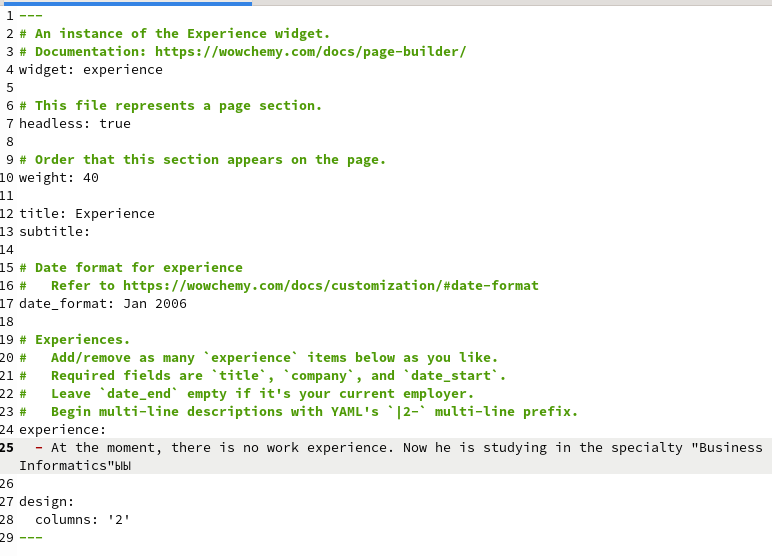 1 ---
2 # An instance of the Experience widget.
3 # Documentation: https://wowchemy.com/docs/page-builder/
4 widget: experience
5
6 # This file represents a page section.
7 headless: true
8
9 # Order that this section appears on the page.
10 weight: 40
11
12 title: Experience
13 subtitle:
14
15 # Date format for experience
16 #   Refer to https://wowchemy.com/docs/customization/#date-format
17 date_format: Jan 2006
18
19 # Experiences.
20 #   Add/remove as many `experience` items below as you like.
21 #   Required fields are `title`, `company`, and `date_start`.
22 #   Leave `date_end` empty if it's your current employer.
23 #   Begin multi-line descriptions with YAML's `|2-` multi-line prefix.
24 experience:
25   - At the moment, there is no work experience. Now he is studying in the specialty "Business
Informatics"ыы
26
27 design:
28   columns: '2'
29 ---